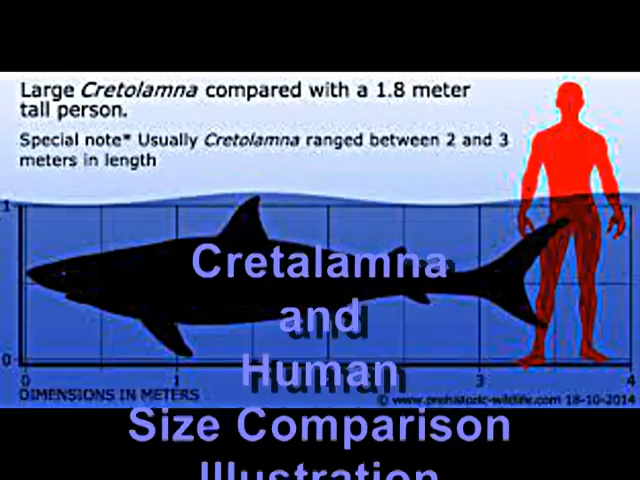 Large Cretolamna compared with a 1.8 meter
tall person.
Special note* Usually Cretolamna ranged between 2 and 3
meters in length
1
Cretalamna
and
Human
0
0 1 3 4
DIMENSIONS IN METERS
© www.prehistoric-wildlife.com 18-10-2014
Size Comparison
Illustration